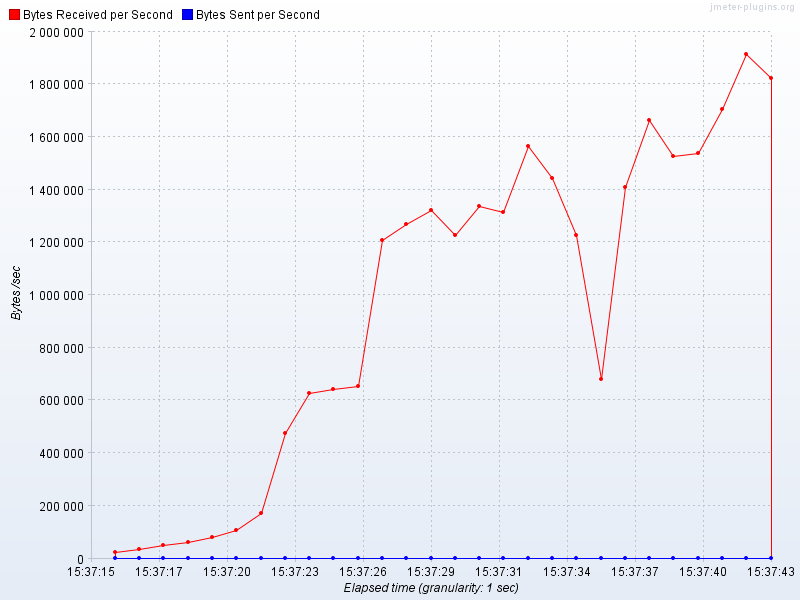 jmeter-plugins.org
Bytes Received per Second Bytes Sent per Second
2 000 000
1 800 000
1 600 000
1 400 000
1 200 000
1 000 000
800 000
600 000
400 000
200 000
0
Bytes /sec
15:37:15 15:37:17 15:37:20 15:37:23 15:37:26 15:37:29 15:37:31 15:37:34 15:37:37 15:37:40 15:37:43
Elapsed time (granularity: 1 sec)